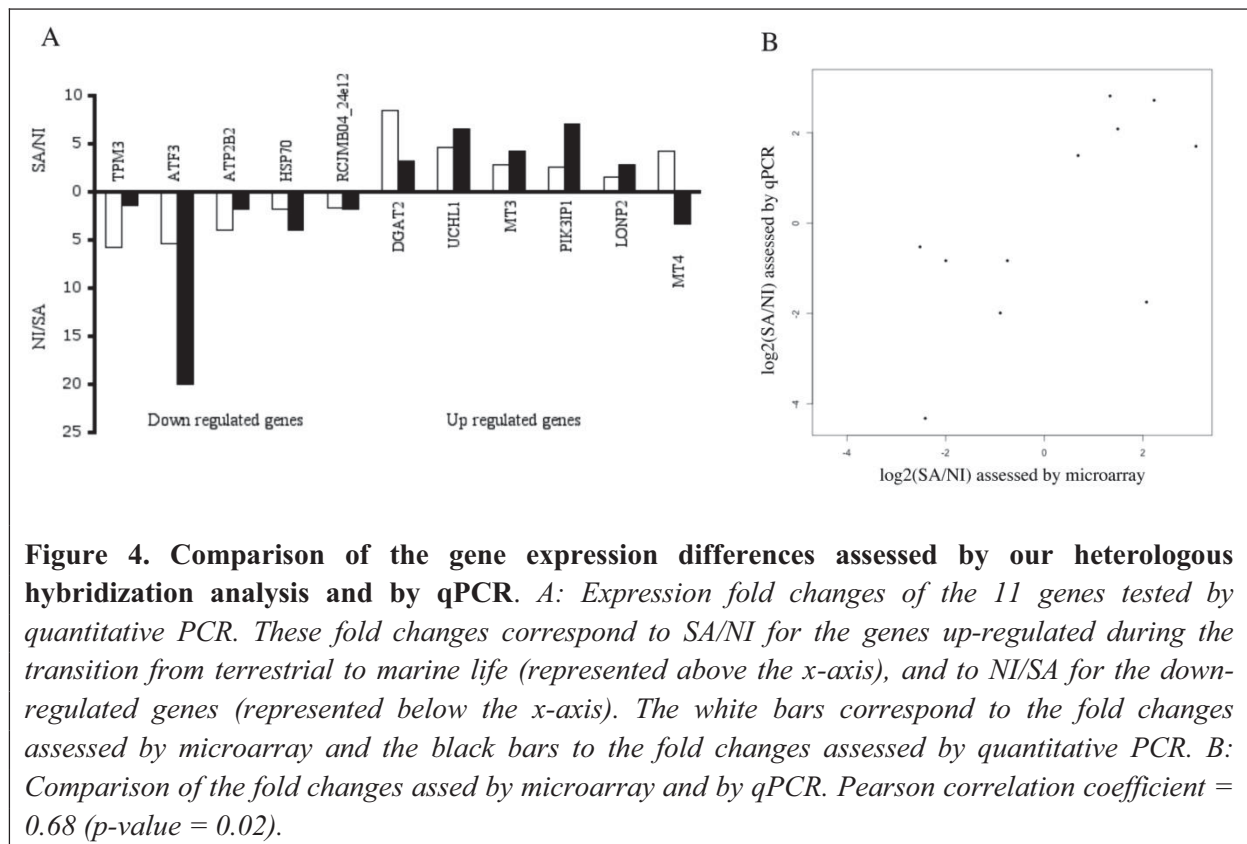 A
B
10
5
0
5
10
15
20
25
SA/NI
NI/SA
TPM3
ATF3
ATP2B2
HSP70
RCJMB04_24e12
DGAT2
UCHL1
MT3
PIK3IP1
LONP2
MT4
Down regulated genes
Up regulated genes
log2(SA/NI) assessed by qPCR
2
0
-2
-4
-4
-2
0
2
log2(SA/NI) assessed by microarray
Figure 4. Comparison of the gene expression differences assessed by our heterologous
hybridization analysis and by qPCR. A: Expression fold changes of the 11 genes tested by
quantitative PCR. These fold changes correspond to SA/NI for the genes up-regulated during the
transition from terrestrial to marine life (represented above the x-axis), and to NI/SA for the down-
regulated genes (represented below the x-axis). The white bars correspond to the fold changes
assessed by microarray and the black bars to the fold changes assessed by quantitative PCR. B:
Comparison of the fold changes assed by microarray and by qPCR. Pearson correlation coefficient =
0.68 (p-value = 0.02).